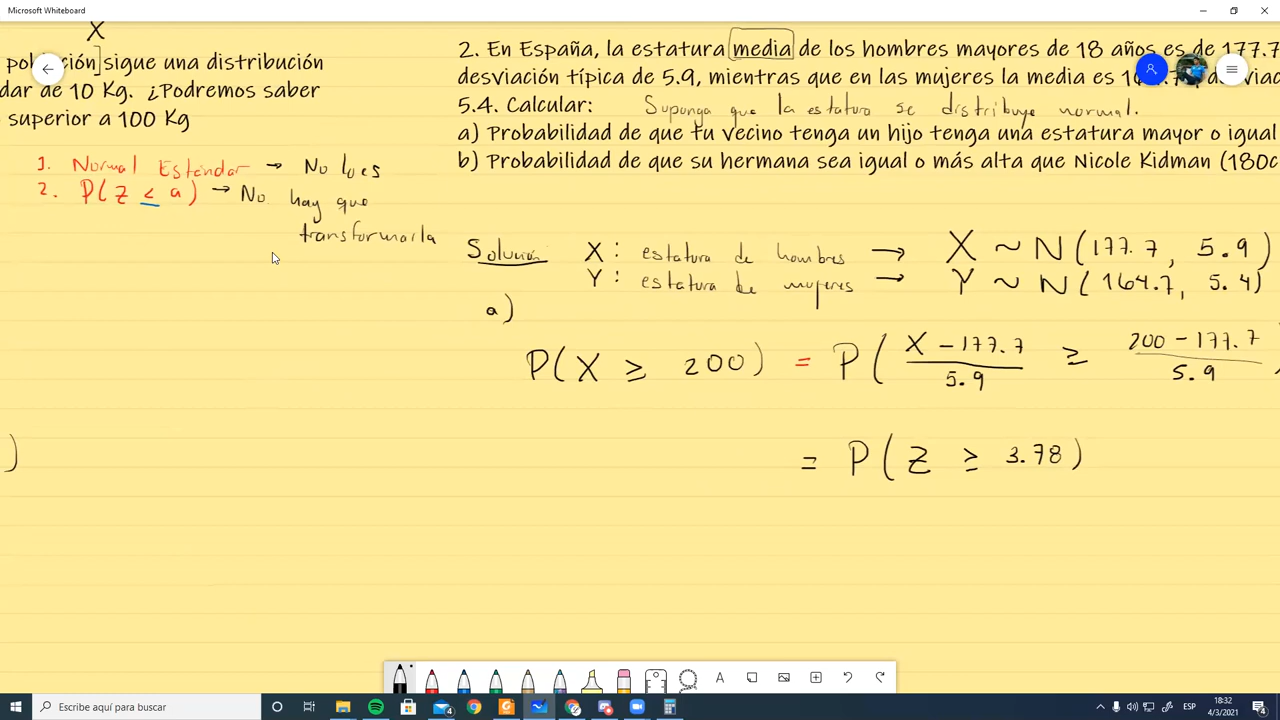 Microsoft Whiteboard
X
población] sigue una distribución
dar de 10 Kg. ¿Podremos saber
superior a 100 Kg
1. Normal Estándar → No lo es
2. P(Z ≤ a) → No hay que
transformarla
)
2. En España, la estatura media de los hombres mayores de 18 años es de 177.7
desviación típica de 5.9, mientras que en las mujeres la media es
5.4. Calcular: Suponga que la estatura se distribuye normal.
a) Probabilidad de que tu vecino tenga un hijo tenga una estatura mayor o igual
b) Probabilidad de que su hermana sea igual o más alta que Nicole Kidman (180c
Solución X : estatura de hombres → X ~ N(177.7, 5.9)
Y : estatura de mujeres → Y ~ N(164.7, 5.4)
a)
P(X ≥ 200) = P( X - 177.7 / 5.9 ≥ 200 - 177.7 / 5.9
= P(Z ≥ 3.78)
Escribe aquí para buscar
ESP
18:32
4/3/2021